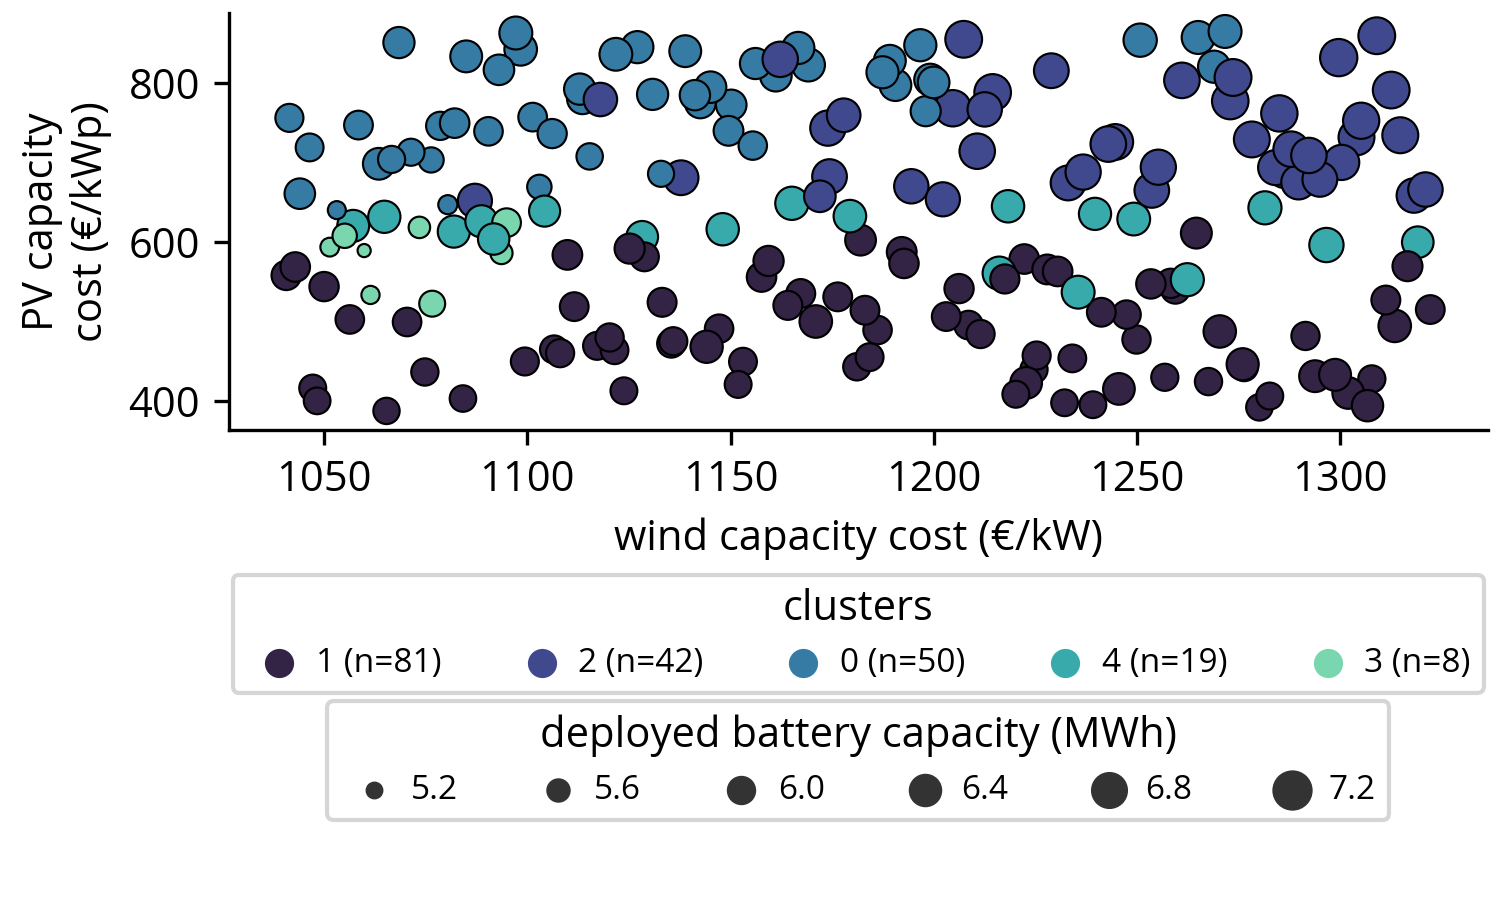 PV capacity
cost (€/kWp)
800
600
400
1050 1100 1150 1200 1250 1300
wind capacity cost (€/kW)
clusters
1 (n=81) 2 (n=42) 0 (n=50) 4 (n=19) 3 (n=8)
deployed battery capacity (MWh)
5.2 5.6 6.0 6.4 6.8 7.2